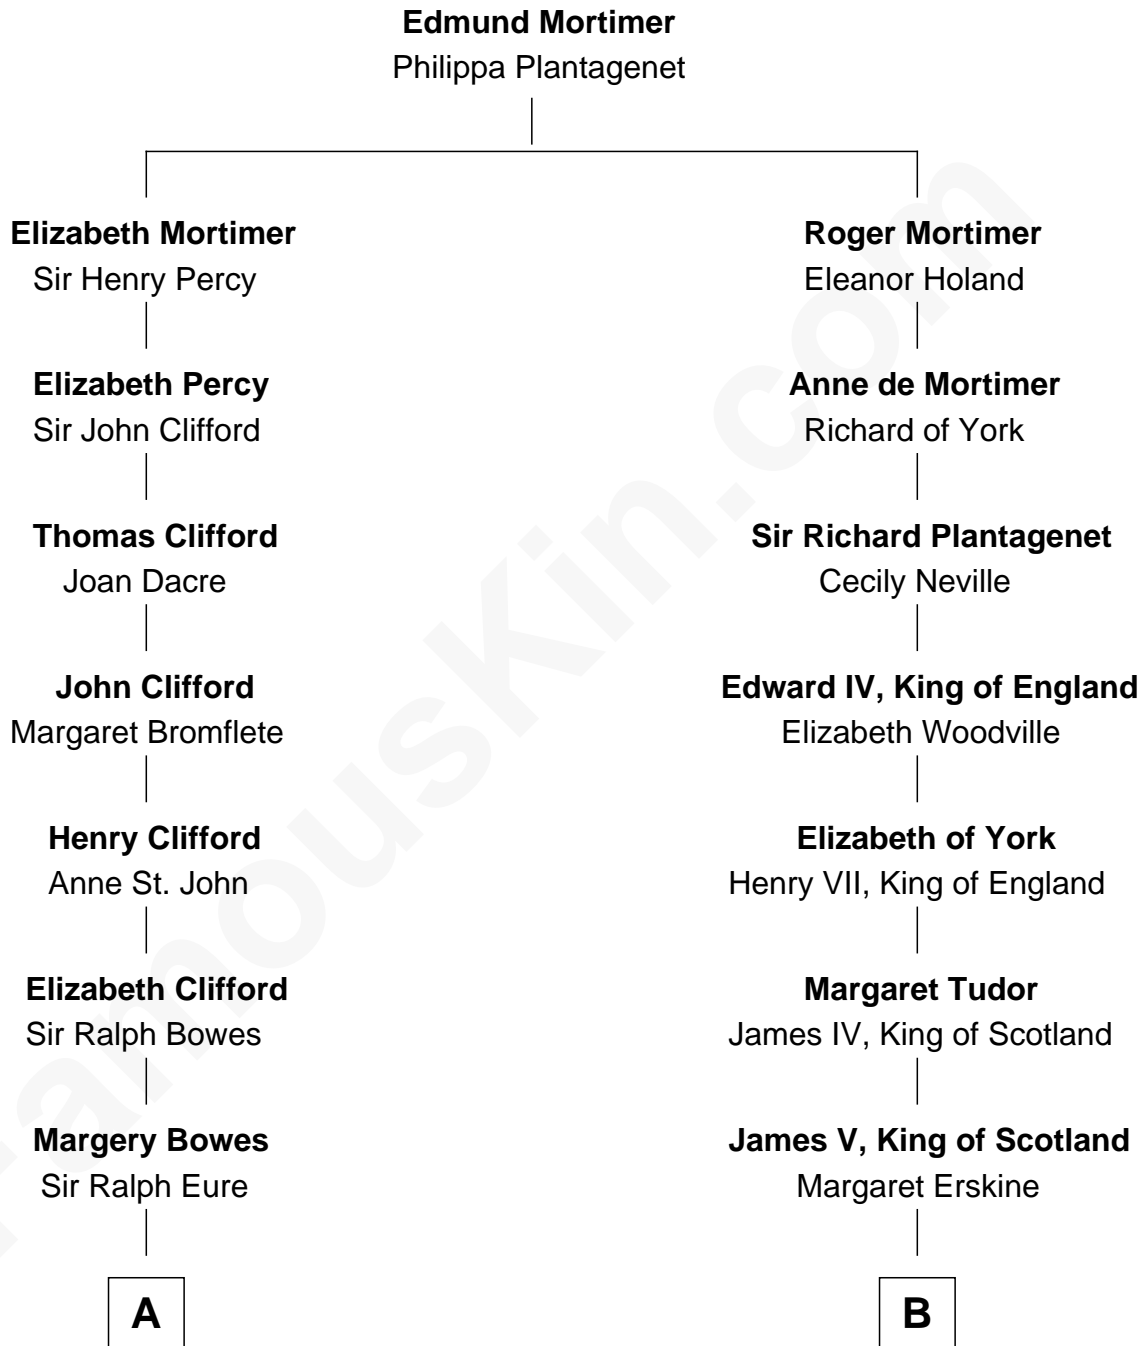 Edmund Mortimer
Philippa Plantagenet
Elizabeth Mortimer
Sir Henry Percy
Elizabeth Percy
Sir John Clifford
Thomas Clifford
Joan Dacre
John Clifford
Margaret Bromflete
Henry Clifford
Anne St. John
Elizabeth Clifford
Sir Ralph Bowes
Margery Bowes
Sir Ralph Eure
A
Roger Mortimer
Eleanor Holand
Anne de Mortimer
Richard of York
Sir Richard Plantagenet
Cecily Neville
Edward IV, King of England
Elizabeth Woodville
Elizabeth of York
Henry VII, King of England
Margaret Tudor
James IV, King of Scotland
James V, King of Scotland
Margaret Erskine
B
FamousKin.com